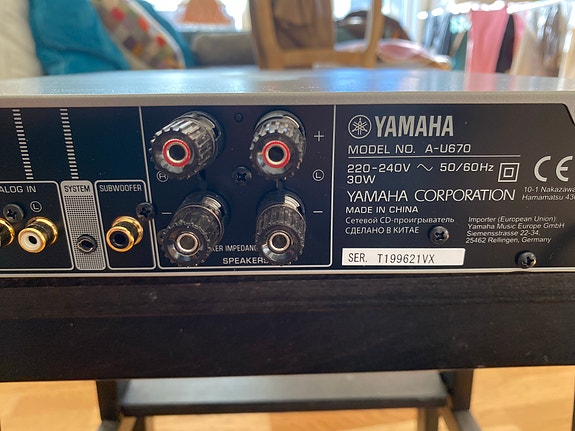 YAMAHA
MODEL NO. A-U670
220-240V ～ 50/60Hz
30W
YAMAHA CORPORATION
MADE IN CHINA
Сетевой CD-проигрыватель
СДЕЛАНО В КИТАЕ
SER. T199621VX
CE
10-1 Nakazawa
Hamamatsu
Importer (European Union):
Yamaha Music Europe GmbH
Siemensstrasse 22-34,
25462 Rellingen, Germany
IN
L
SYSTEM
SUBWOOFER
R
+
L
−
−
SPEAKERS